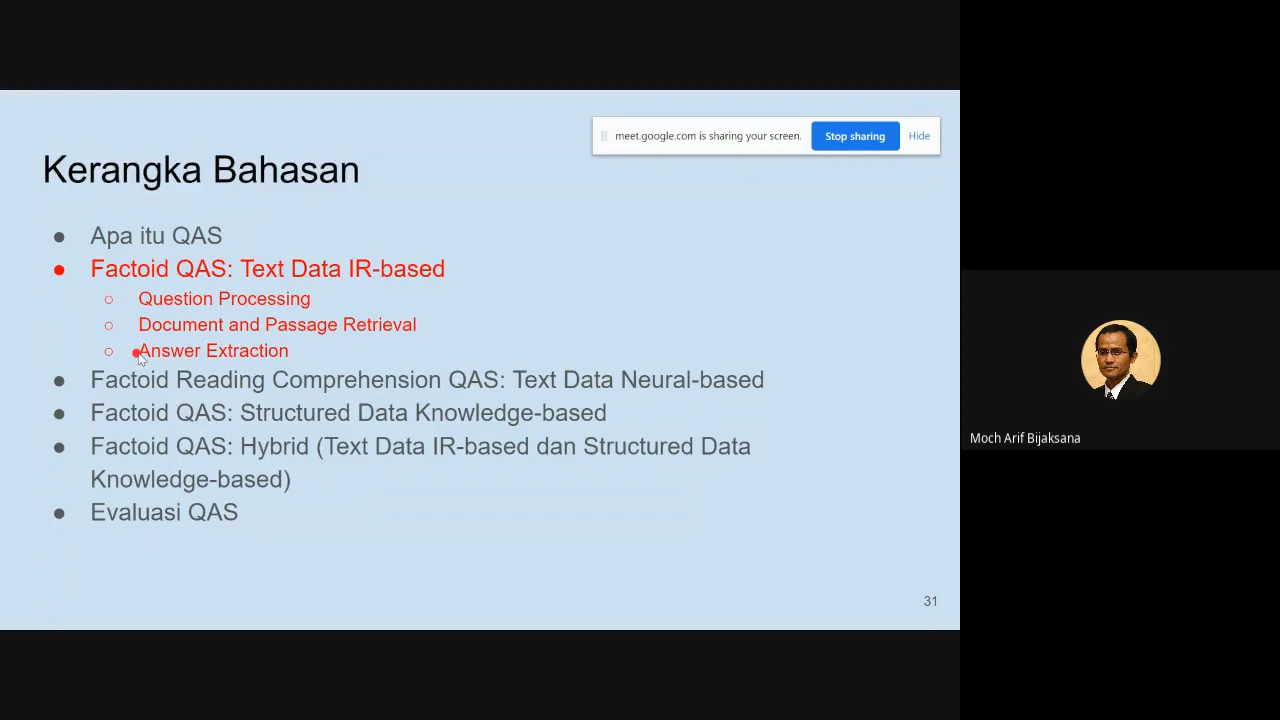 meet.google.com is sharing your screen.
Stop sharing
Hide
Kerangka Bahasan
● Apa itu QAS
● Factoid QAS: Text Data IR-based
○ Question Processing
○ Document and Passage Retrieval
○ Answer Extraction
● Factoid Reading Comprehension QAS: Text Data Neural-based
● Factoid QAS: Structured Data Knowledge-based
● Factoid QAS: Hybrid (Text Data IR-based dan Structured Data
Knowledge-based)
● Evaluasi QAS
31
Moch Arif Bijaksana